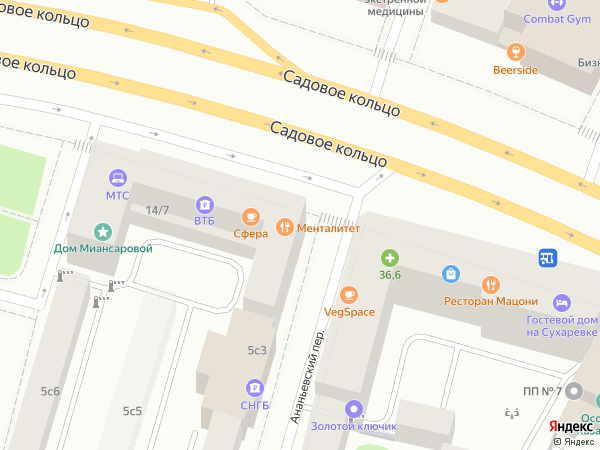 экстренной
медицины
Combat Gym
Садовое кольцо
Beerside
Садовое кольцо
Садовое кольцо
кольцо
МТС
14/7
ВТБ
Сфера
Менталитет
Дом Миансаровой
36,6
VegSpace
Ресторан Мацони
Гостевой дом
на Сухаревке
Ананьевский пер.
5с3
5с6
5с5
СНГБ
Золотой ключик
ПП № 7
Яндекс
© Яндекс